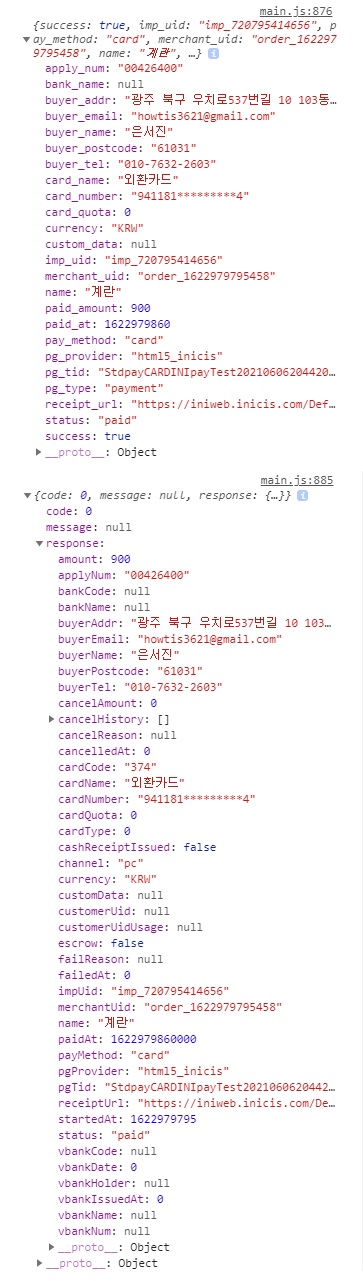 main.js:876
{success: true, imp_uid: "imp_720795414656", p
ay_method: "card", merchant_uid: "order_162297
9795458", name: "계란", …}
apply_num: "00426400"
bank_name: null
buyer_addr: "광주 북구 우치로537번길 10 103동…
buyer_email: "howtis3621@gmail.com"
buyer_name: "은서진"
buyer_postcode: "61031"
buyer_tel: "010-7632-2603"
card_name: "외환카드"
card_number: "941181*********4"
card_quota: 0
currency: "KRW"
custom_data: null
imp_uid: "imp_720795414656"
merchant_uid: "order_1622979795458"
name: "계란"
paid_amount: 900
paid_at: 1622979860
pay_method: "card"
pg_provider: "html5_inicis"
pg_tid: "StdpayCARDINIpayTest20210606204420…
pg_type: "payment"
receipt_url: "https://iniweb.inicis.com/Def…
status: "paid"
success: true
__proto__: Object
main.js:885
{code: 0, message: null, response: {…}}
code: 0
message: null
response:
amount: 900
applyNum: "00426400"
bankCode: null
bankName: null
buyerAddr: "광주 북구 우치로537번길 10 103…
buyerEmail: "howtis3621@gmail.com"
buyerName: "은서진"
buyerPostcode: "61031"
buyerTel: "010-7632-2603"
cancelAmount: 0
cancelHistory: []
cancelReason: null
cancelledAt: 0
cardCode: "374"
cardName: "외환카드"
cardNumber: "941181*********4"
cardQuota: 0
cardType: 0
cashReceiptIssued: false
channel: "pc"
currency: "KRW"
customData: null
customerUid: null
customerUidUsage: null
escrow: false
failReason: null
failedAt: 0
impUid: "imp_720795414656"
merchantUid: "order_1622979795458"
name: "계란"
paidAt: 1622979860000
payMethod: "card"
pgProvider: "html5_inicis"
pgTid: "StdpayCARDINIpayTest2021060620442…
receiptUrl: "https://iniweb.inicis.com/De…
startedAt: 1622979795
status: "paid"
vbankCode: null
vbankDate: 0
vbankHolder: null
vbankIssuedAt: 0
vbankName: null
vbankNum: null
__proto__: Object
__proto__: Object